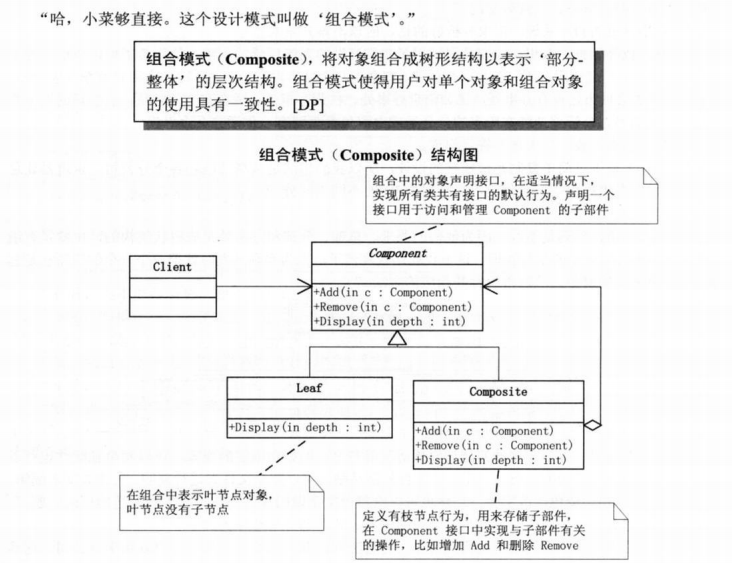 “哈，小菜够直接。这个设计模式叫做‘组合模式’。”
组合模式（Composite），将对象组合成树形结构以表示‘部分-
整体’的层次结构。组合模式使得用户对单个对象和组合对象
的使用具有一致性。[DP]
组合模式（Composite）结构图
组合中的对象声明接口，在适当情况下，
实现所有类共有接口的默认行为。声明一个
接口用于访问和管理 Component 的子部件
Component
+Add(in c : Component)
+Remove(in c : Component)
+Display(in depth : int)
Client
Leaf
+Display(in depth : int)
Composite
+Add(in c : Component)
+Remove(in c : Component)
+Display(in depth : int)
在组合中表示叶节点对象，
叶节点没有子节点
定义有枝节点行为，用来存储子部件，
在 Component 接口中实现与子部件有关
的操作，比如增加 Add 和删除 Remove